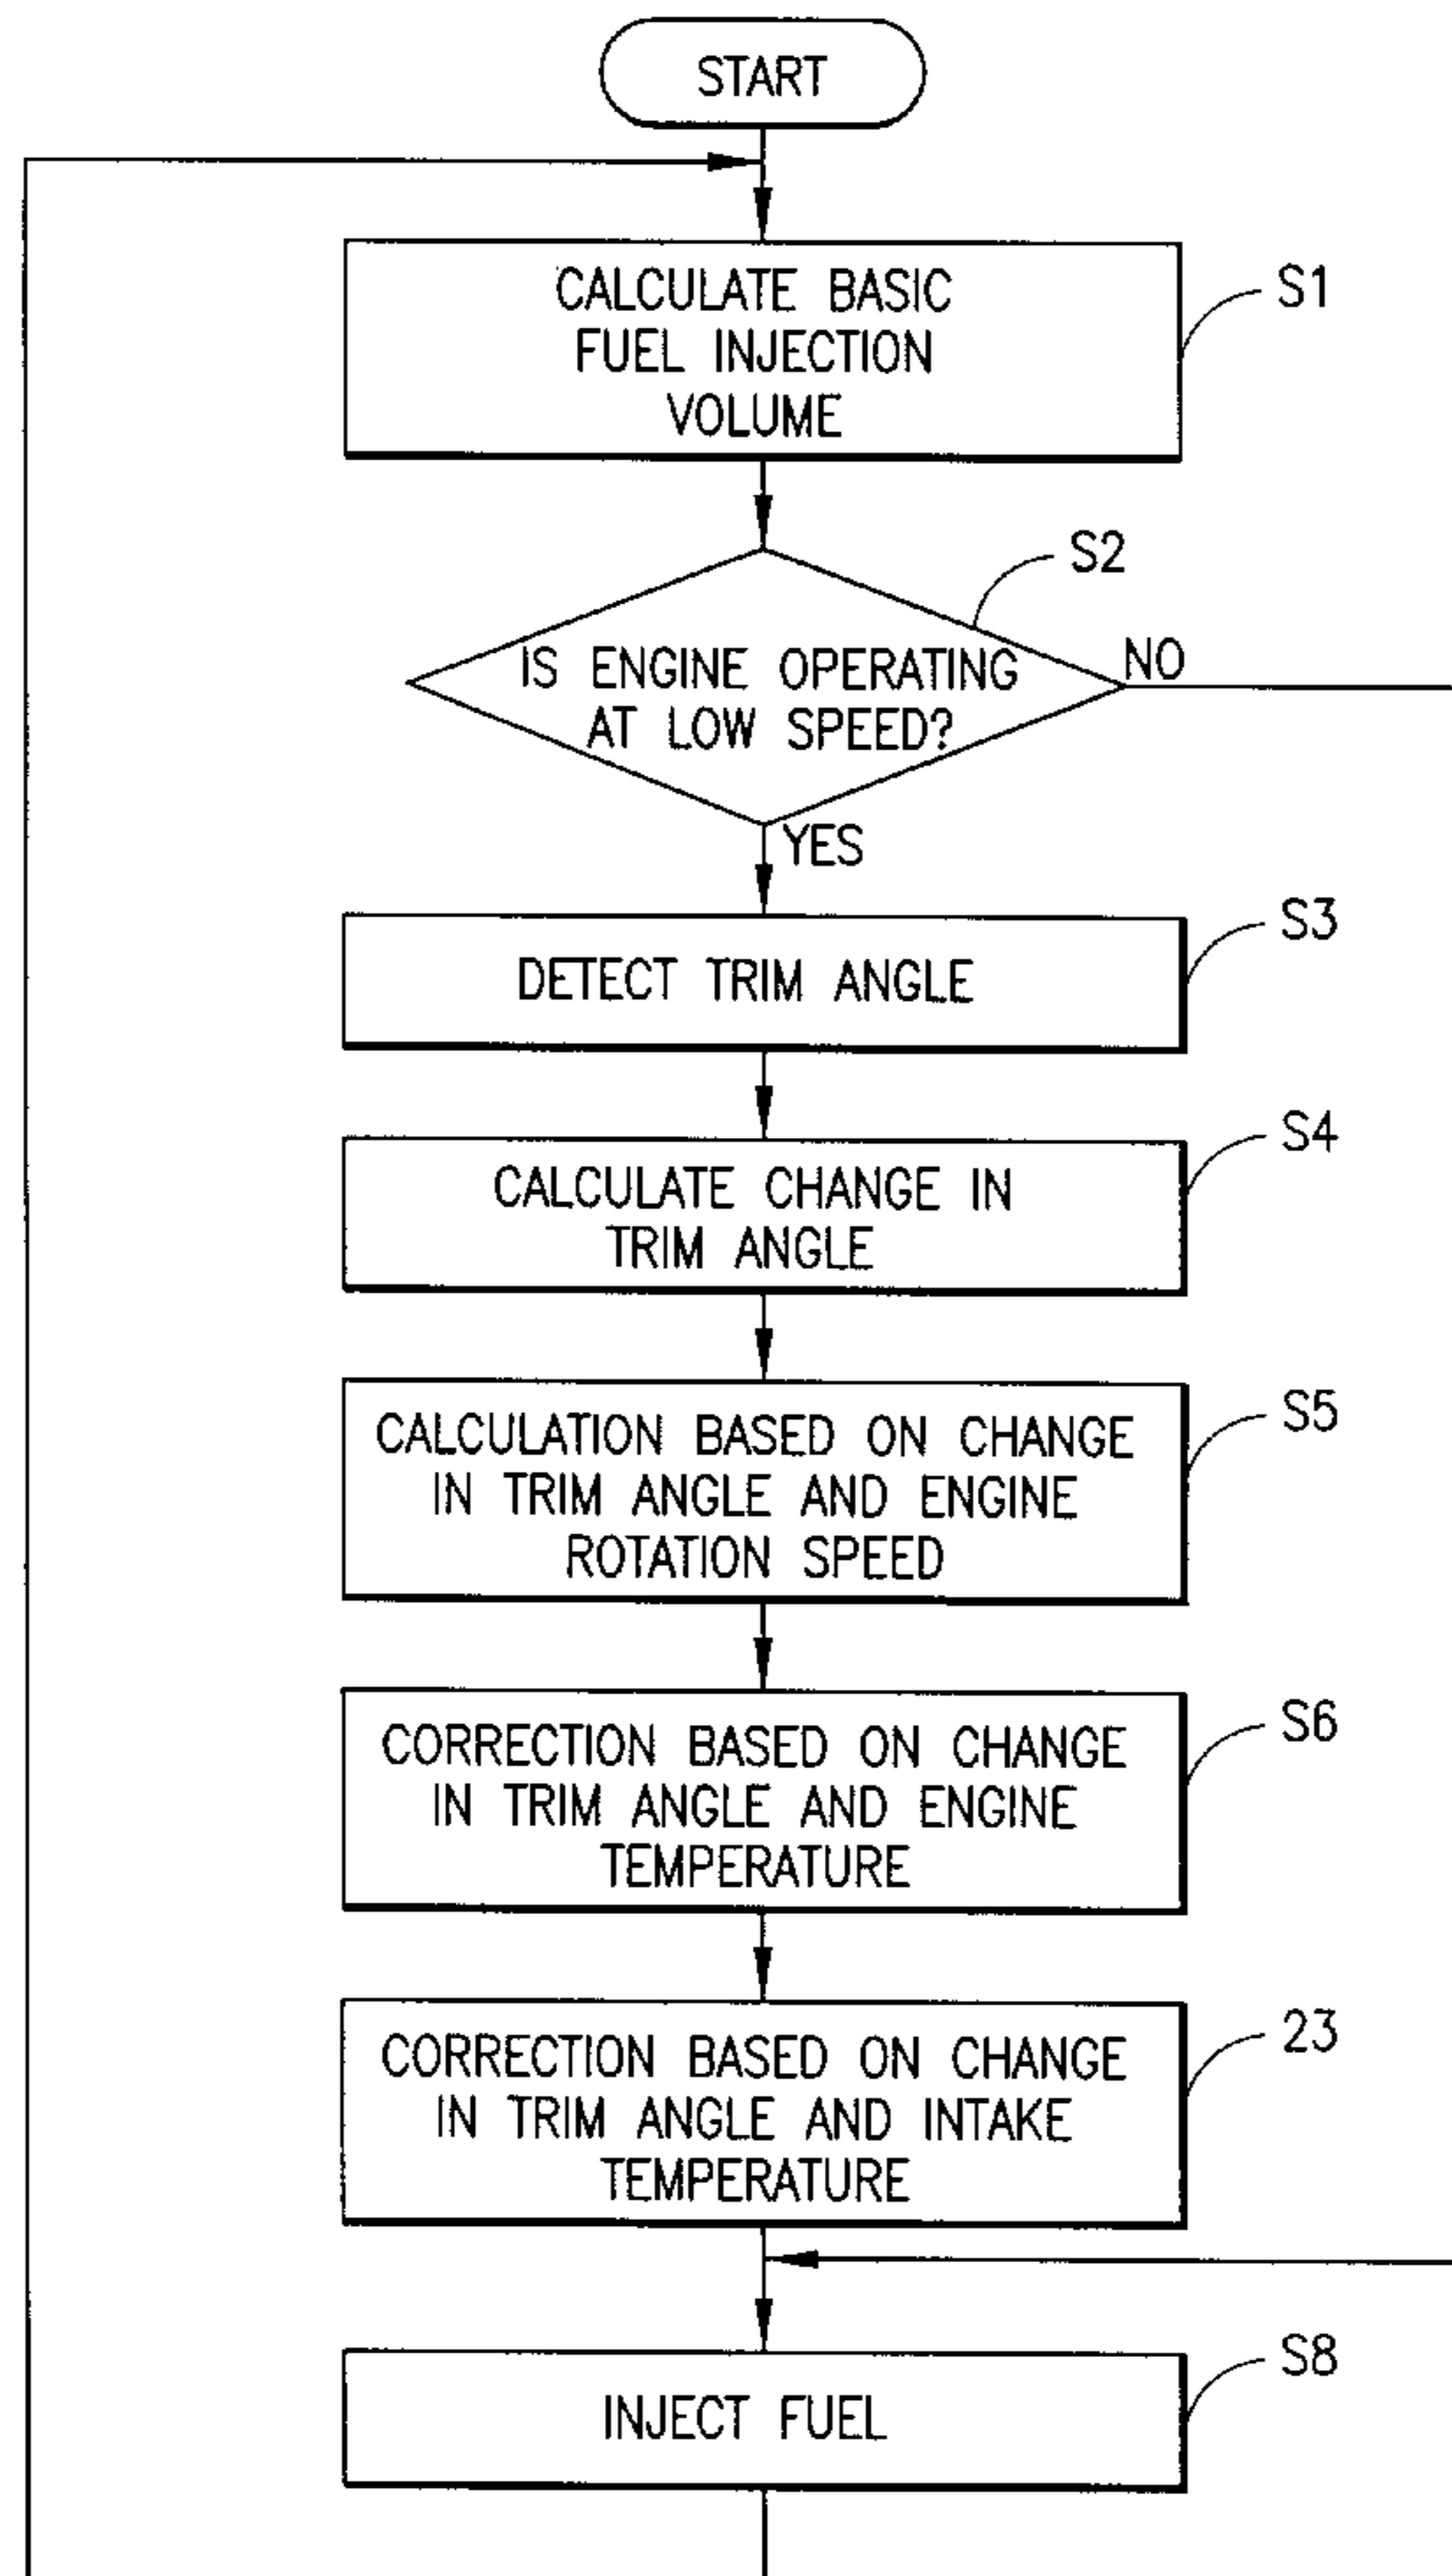 START
CALCULATE BASIC
FUEL INJECTION
VOLUME
S1
S2
IS ENGINE OPERATING
AT LOW SPEED?
NO
YES
S3
DETECT TRIM ANGLE
S4
CALCULATE CHANGE IN
TRIM ANGLE
S5
CALCULATION BASED ON CHANGE
IN TRIM ANGLE AND ENGINE
ROTATION SPEED
S6
CORRECTION BASED ON CHANGE
IN TRIM ANGLE AND ENGINE
TEMPERATURE
23
CORRECTION BASED ON CHANGE
IN TRIM ANGLE AND INTAKE
TEMPERATURE
S8
INJECT FUEL